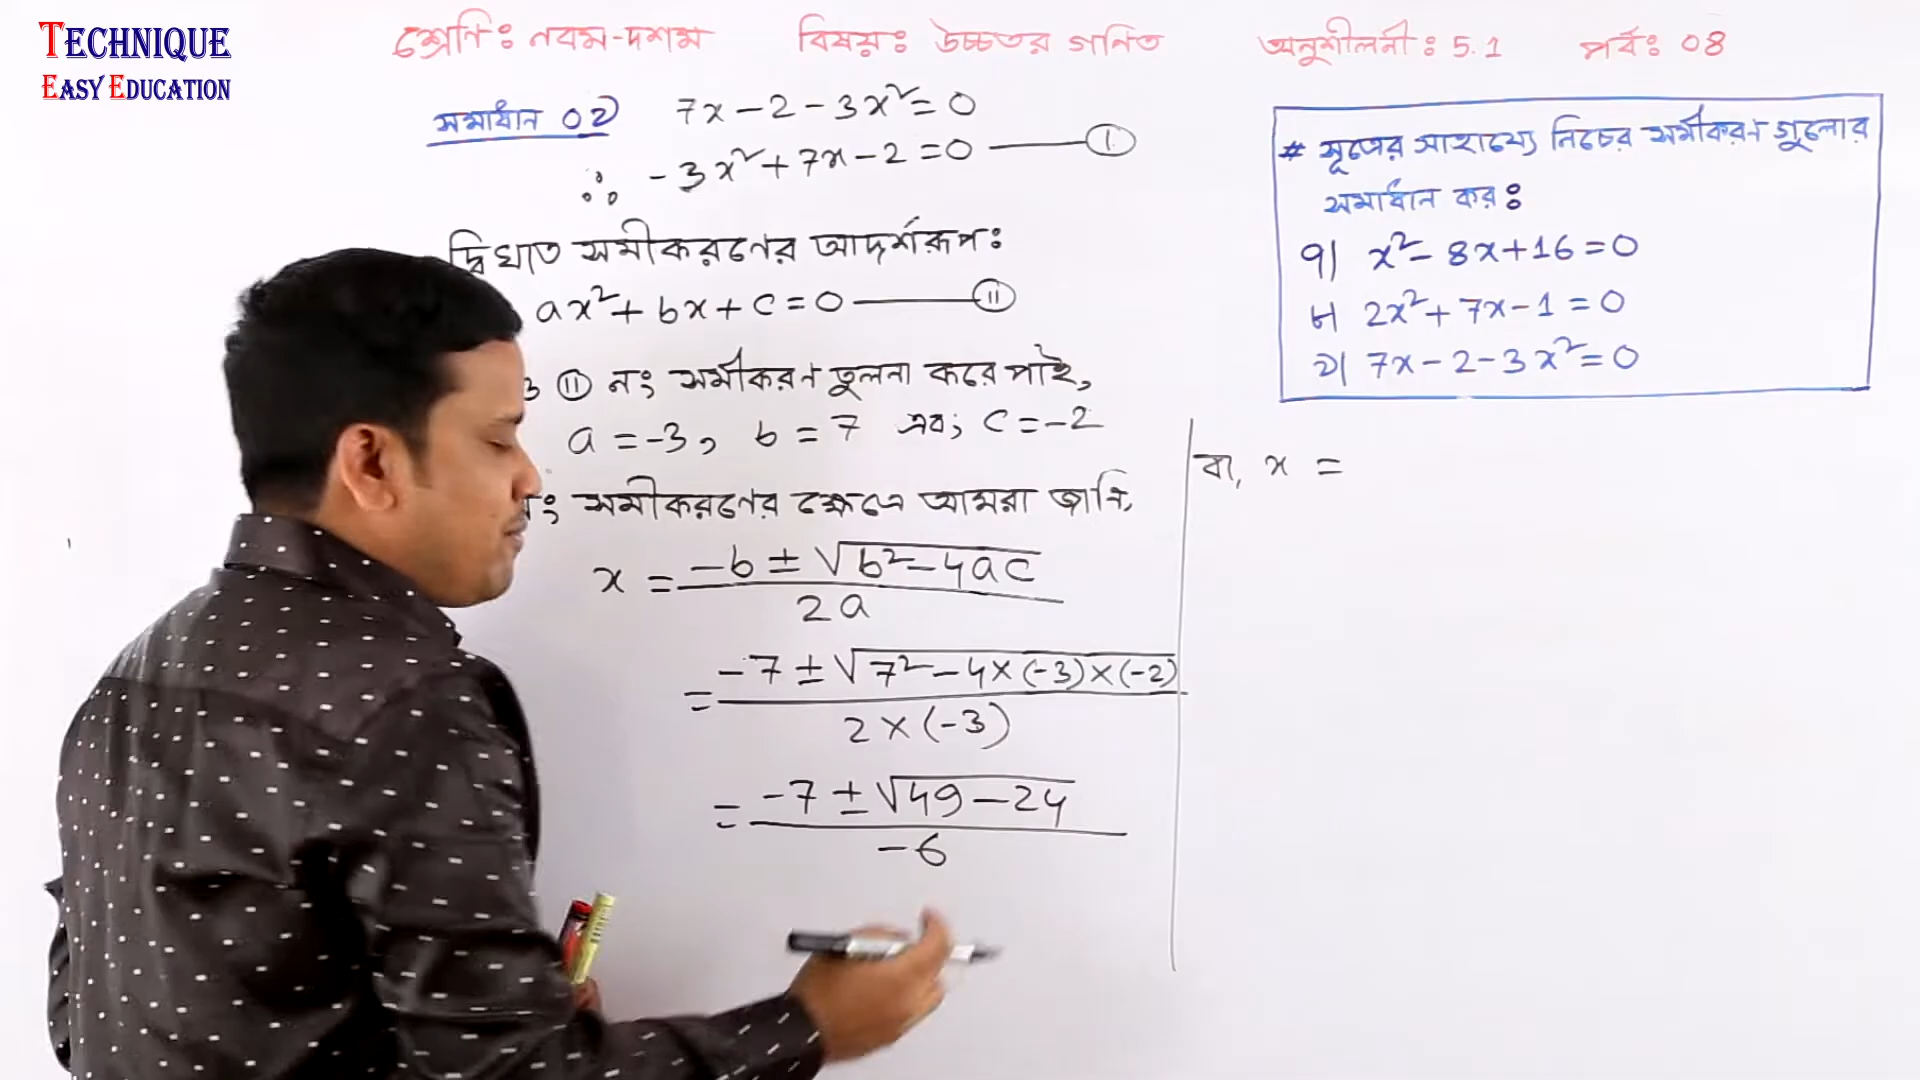 TECHNIQUE
EASY EDUCATION
শ্রেণি: নবম-দশম বিষয়: উচ্চতর গনিত অনুশীলনী: 5.1 পর্ব: 08
সমাধান ০৯) 7x - 2 - 3x² = 0
∴ -3x² + 7x - 2 = 0 — (I)
দ্বিঘাত সমীকরণের আদর্শরূপ:
ax² + bx + c = 0 — (II)
(II) নং সমীকরণ তুলনা করে পাই,
a = -3, b = 7 এবং c = -2
নং সমীকরণের ক্ষেত্রে আমরা জানি,
x = (-b ± √(b² - 4ac)) / 2a
= (-7 ± √(7² - 4×(-3)×(-2))) / 2×(-3)
= (-7 ± √(49 - 24)) / -6
# সূত্রের সাহায্যে নিচের সমীকরণ গুলোর
সমাধান কর:
৭) x² - 8x + 16 = 0
৮) 2x² + 7x - 1 = 0
৯) 7x - 2 - 3x² = 0
বা, x =